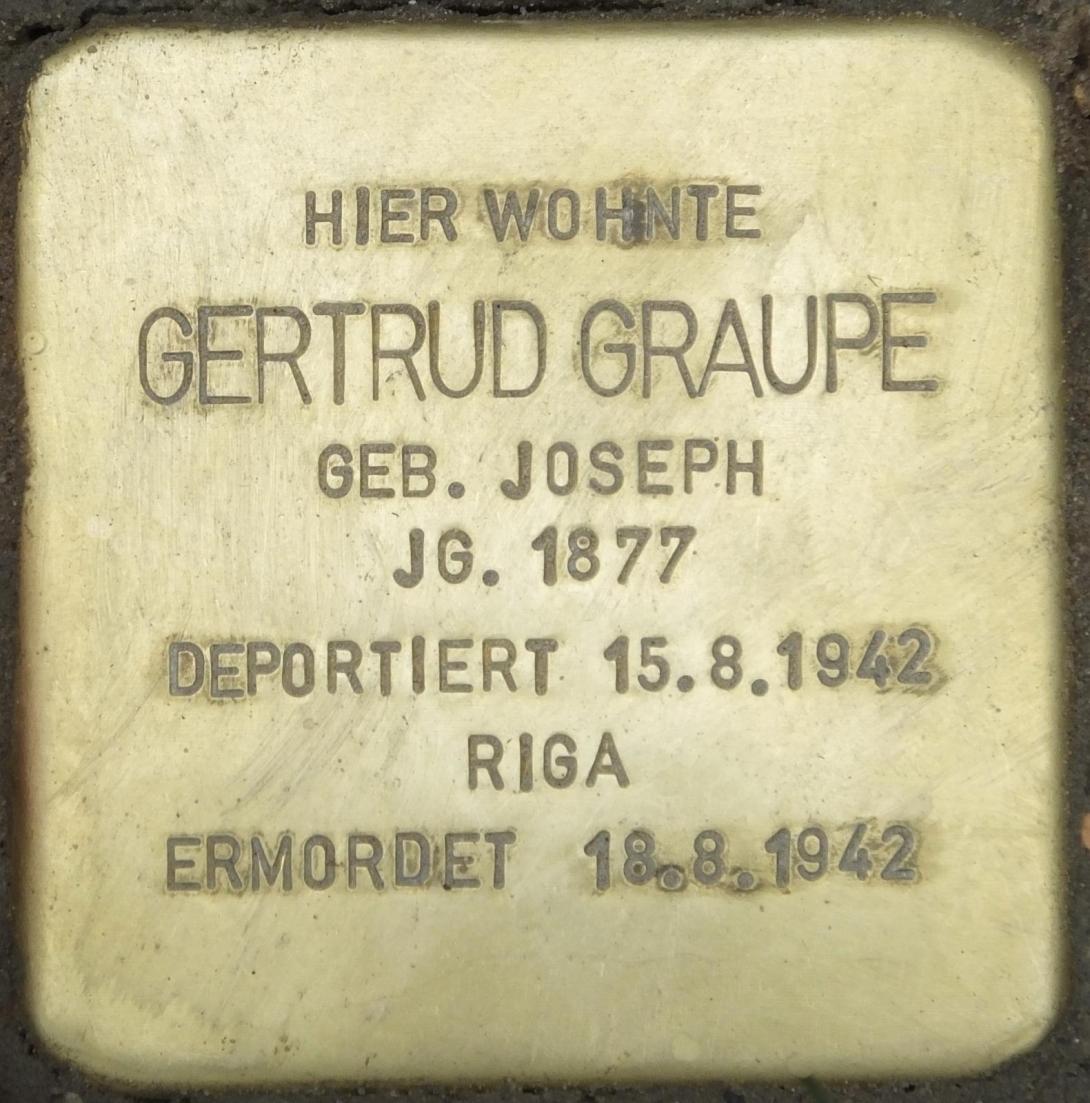 HIER WOHNTE
GERTRUD GRAUPE
GEB. JOSEPH
JG. 1877
DEPORTIERT 15.8.1942
RIGA
ERMORDET 18.8.1942